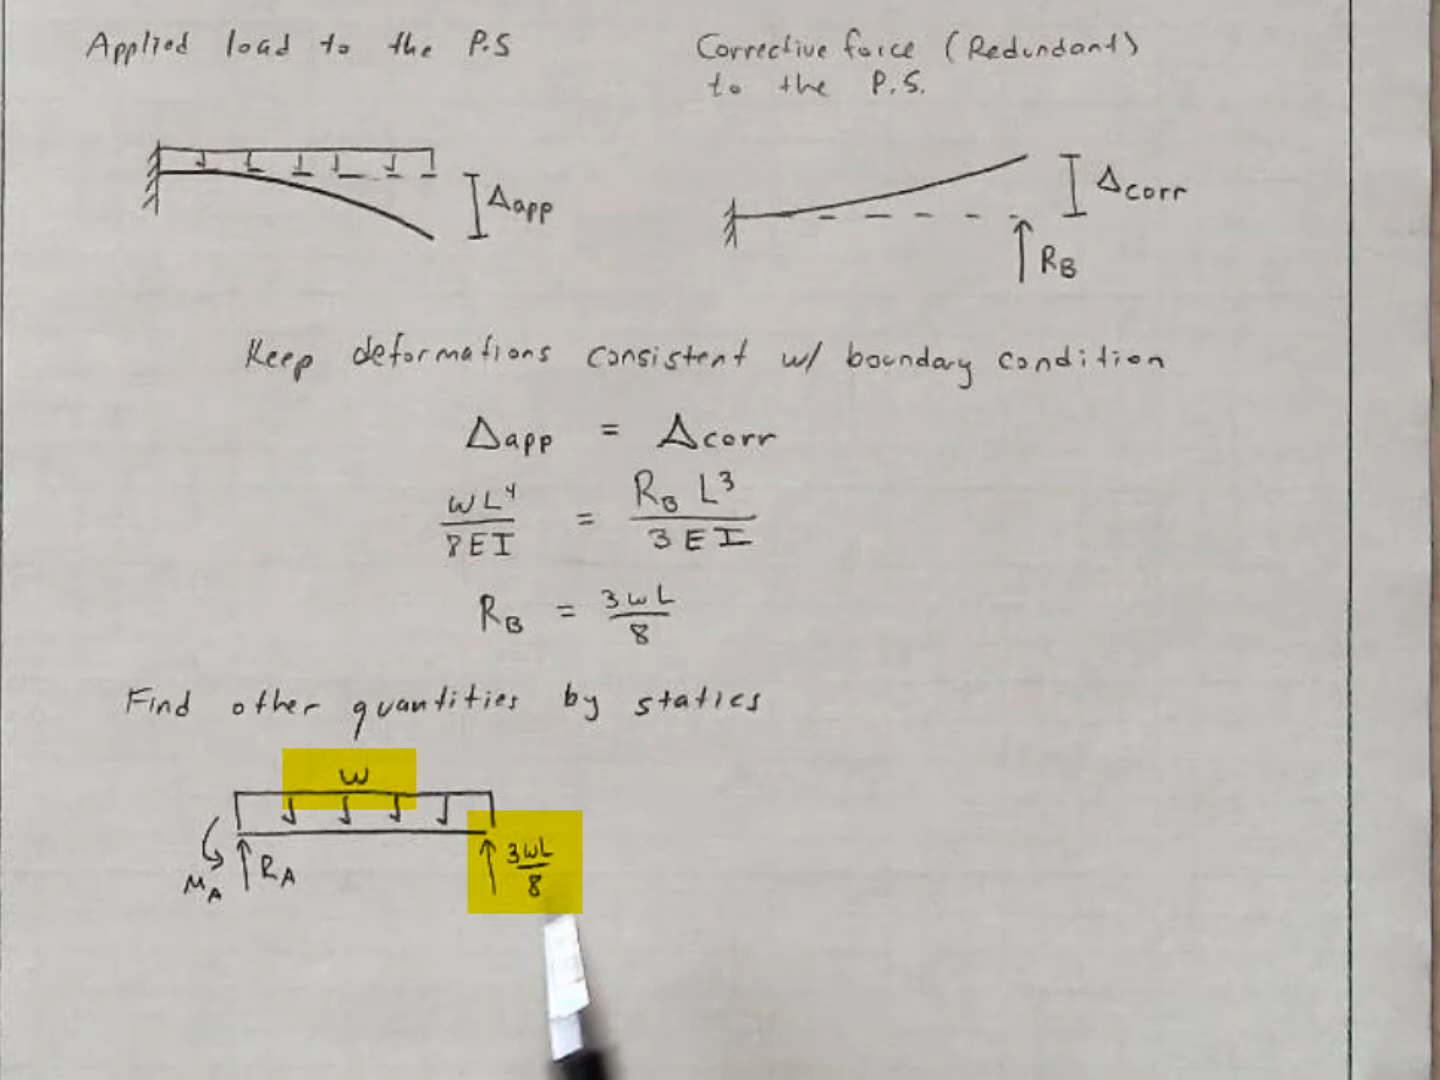 Applied load to the P.S
Corrective force (Redundant)
to the P.S.
Δapp
Δcorr
RB
Keep deformations consistent w/ boundary condition
Δapp = Δcorr
wL⁴/8EI = RB L³/3EI
RB = 3wL/8
Find other quantities by statics
w
MA
RA
3wL/8